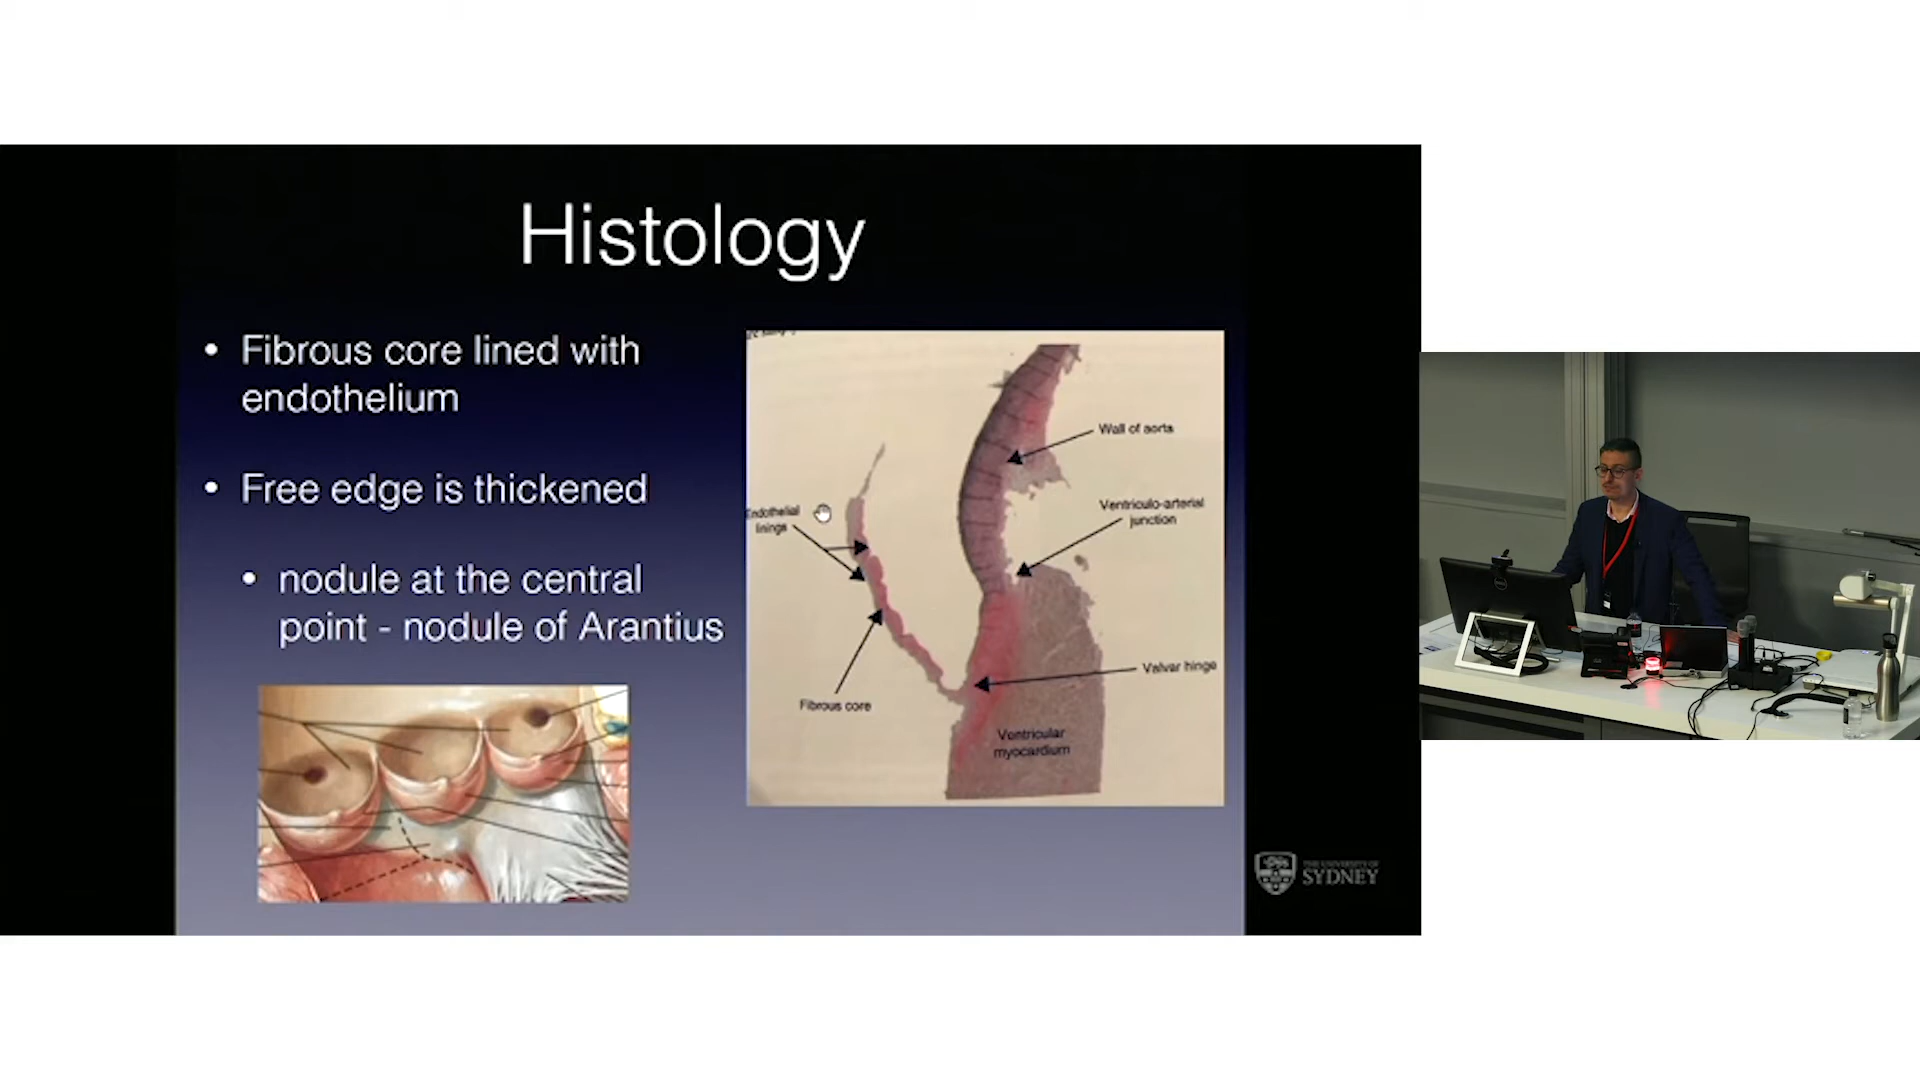 Histology
• Fibrous core lined with
endothelium
• Free edge is thickened
• nodule at the central
point - nodule of Arantius
Wall of aorta
Endothelial
linings
Ventriculo-arterial
junction
Valvar hinge
Fibrous core
Ventricular
myocardium
THE UNIVERSITY OF
SYDNEY